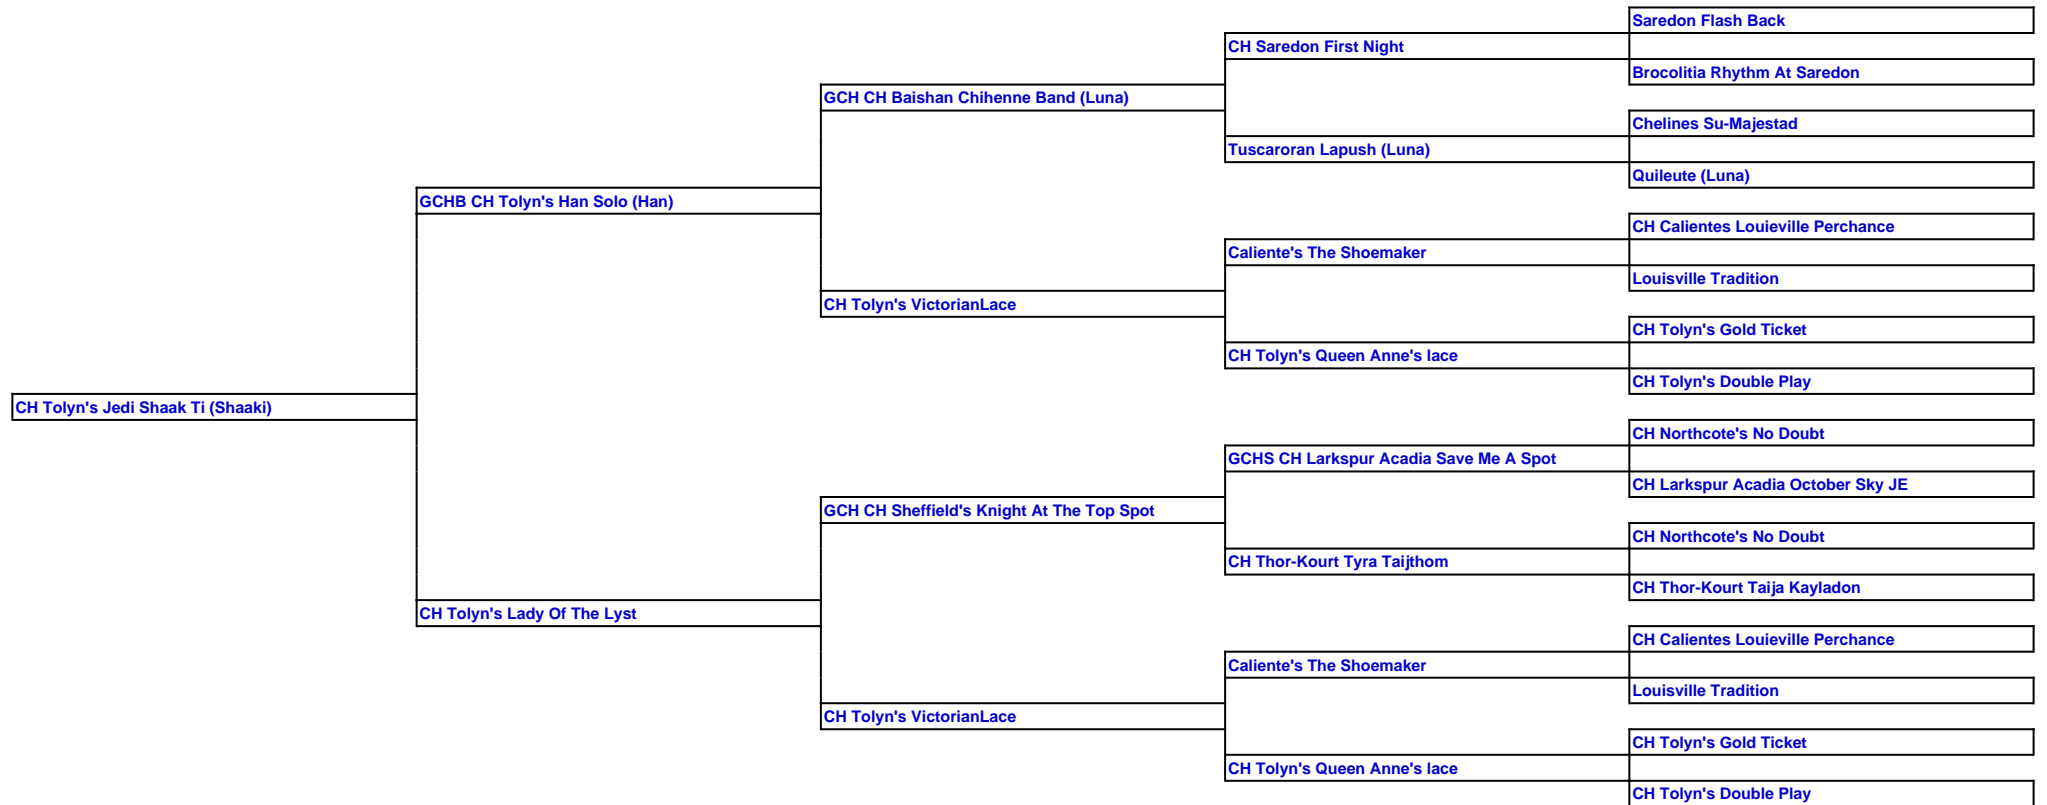 Saredon Flash Back
CH Saredon First Night
Brocolitia Rhythm At Saredon
GCH CH Baishan Chihenne Band (Luna)
Chelines Su-Majestad
Tuscaroran Lapush (Luna)
Quileute (Luna)
GCHB CH Tolyn's Han Solo (Han)
CH Calientes Louieville Perchance
Caliente's The Shoemaker
Louisville Tradition
CH Tolyn's VictorianLace
CH Tolyn's Gold Ticket
CH Tolyn's Queen Anne's lace
CH Tolyn's Double Play
CH Tolyn's Jedi Shaak Ti (Shaaki)
CH Northcote's No Doubt
GCHS CH Larkspur Acadia Save Me A Spot
CH Larkspur Acadia October Sky JE
GCH CH Sheffield's Knight At The Top Spot
CH Northcote's No Doubt
CH Thor-Kourt Tyra Taijthom
CH Thor-Kourt Taija Kayladon
CH Tolyn's Lady Of The Lyst
CH Calientes Louieville Perchance
Caliente's The Shoemaker
Louisville Tradition
CH Tolyn's VictorianLace
CH Tolyn's Gold Ticket
CH Tolyn's Queen Anne's lace
CH Tolyn's Double Play